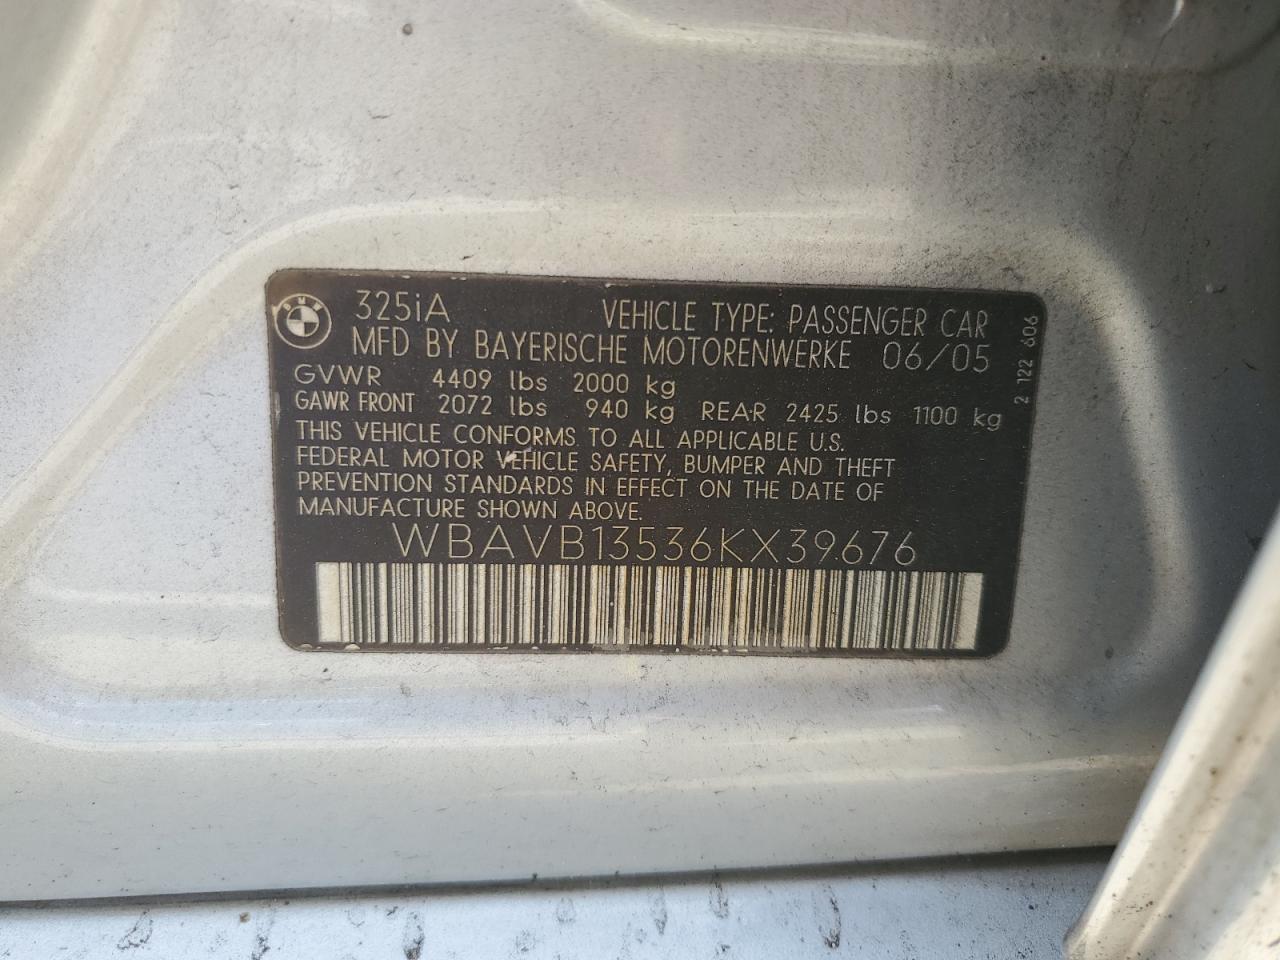 BMW
325iA VEHICLE TYPE: PASSENGER CAR
MFD BY BAYERISCHE MOTORENWERKE 06/05
GVWR 4409 lbs 2000 kg
GAWR FRONT 2072 lbs 940 kg REAR 2425 lbs 1100 kg
THIS VEHICLE CONFORMS TO ALL APPLICABLE U.S.
FEDERAL MOTOR VEHICLE SAFETY, BUMPER AND THEFT
PREVENTION STANDARDS IN EFFECT ON THE DATE OF
MANUFACTURE SHOWN ABOVE.
WBAVB13536KX39676
2 122 606